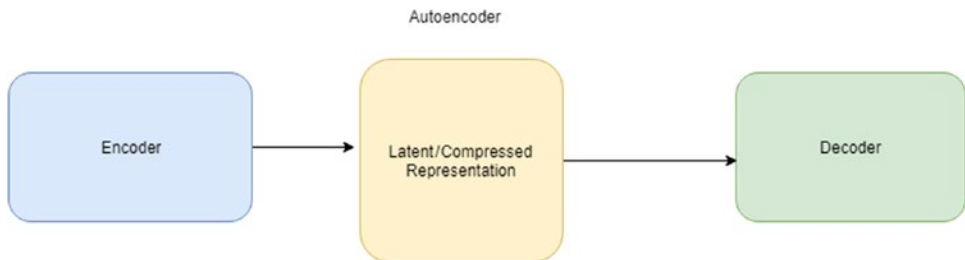 Autoencoder
Encoder
Latent/Compressed
Representation
Decoder